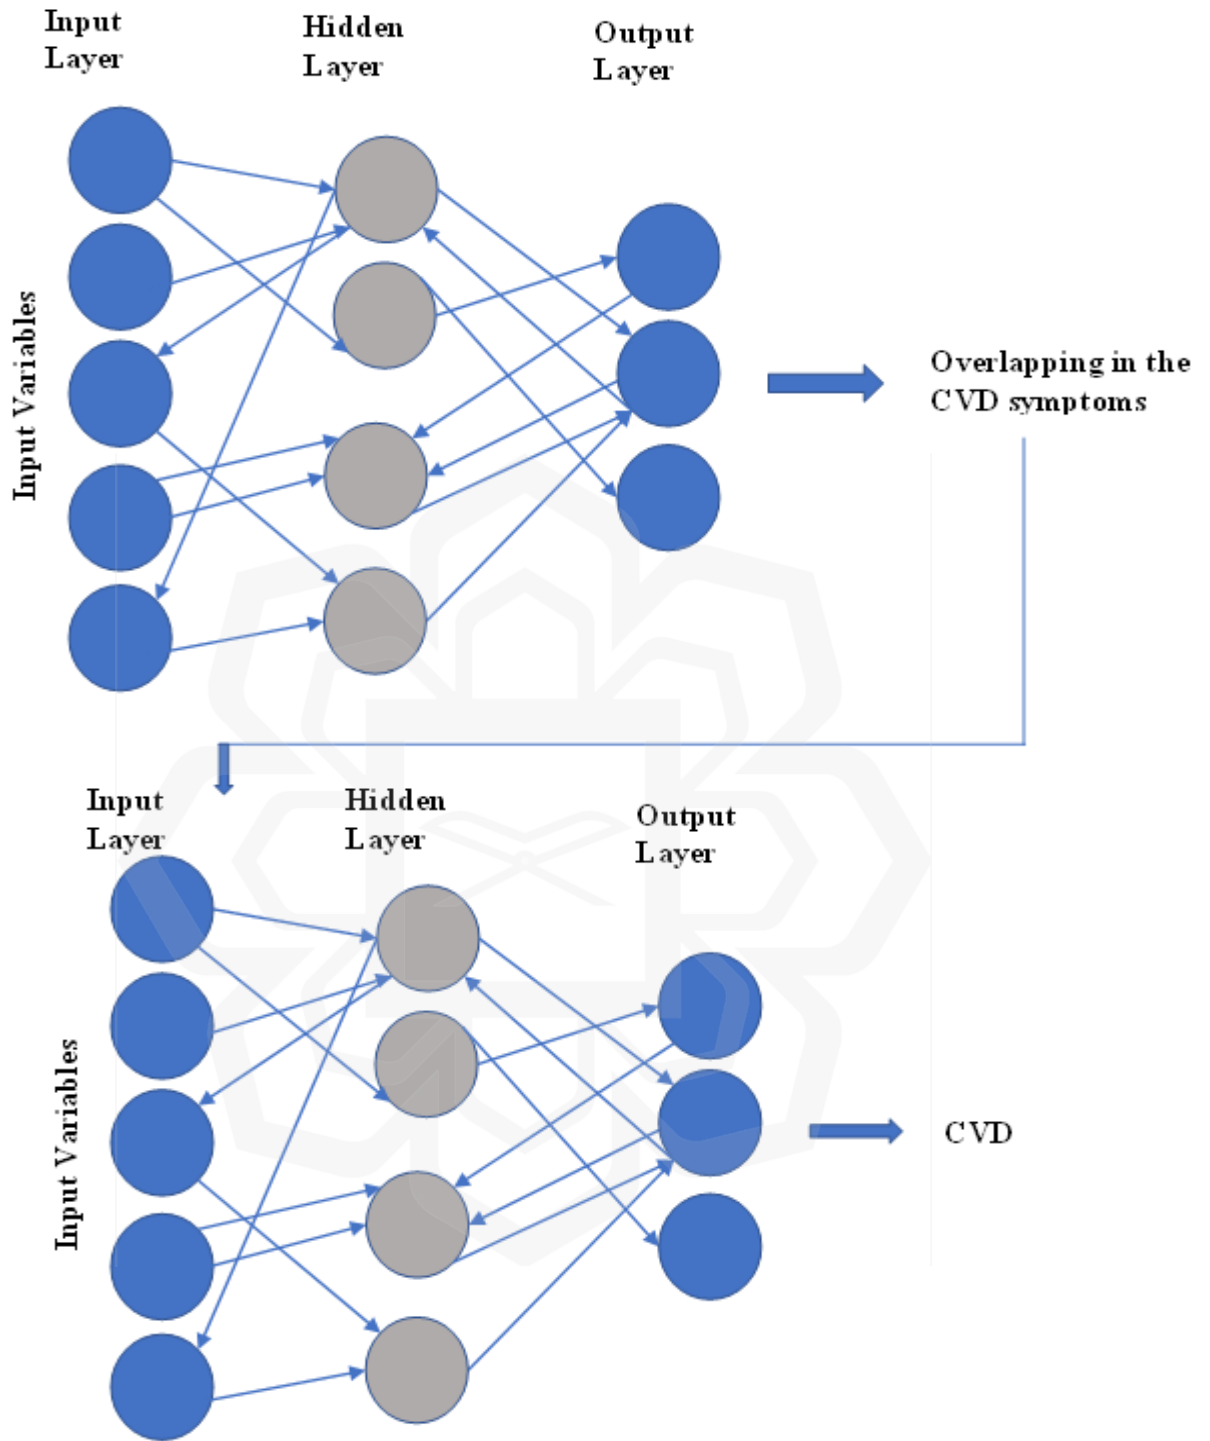 Input
Layer
Hidden
Layer
Output
Layer
Input Variables
Overlapping in the
CVD symptoms
Input
Layer
Hidden
Layer
Output
Layer
Input Variables
CVD